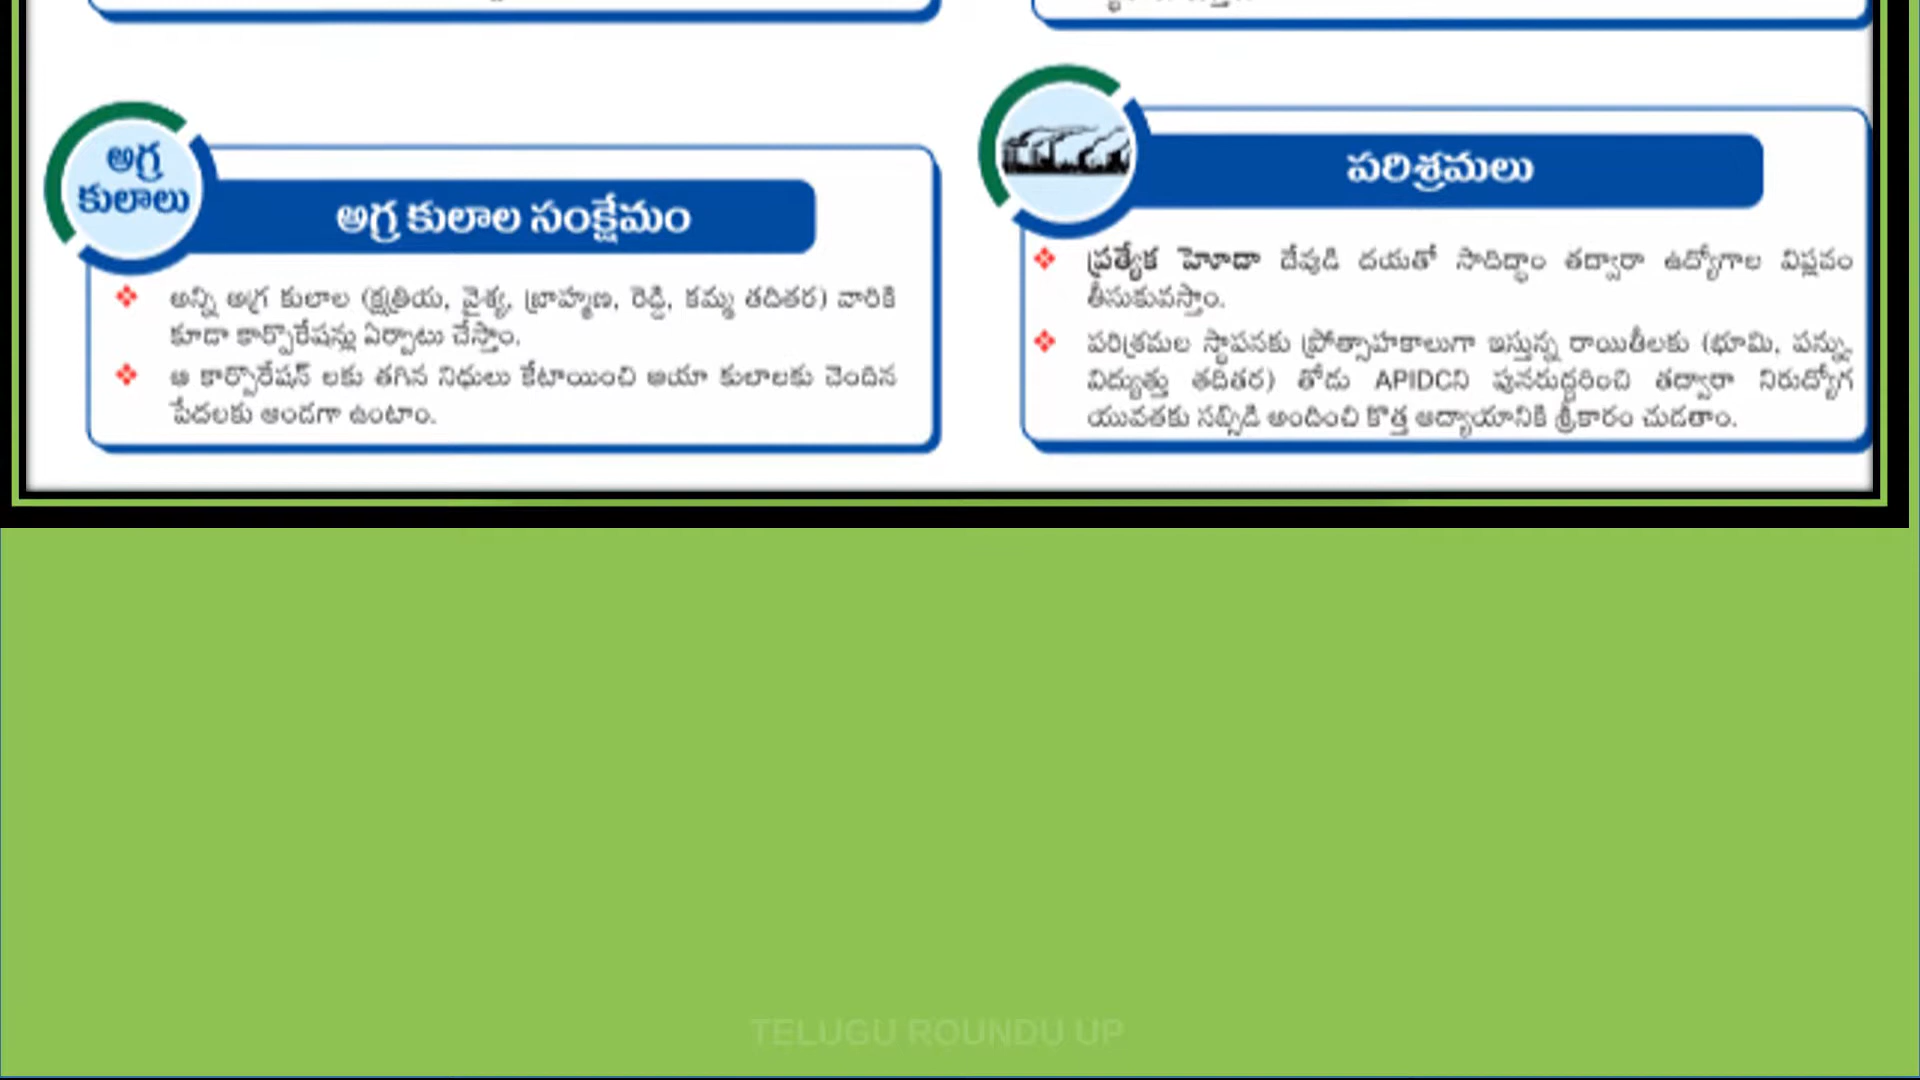 అగ్ర
కులాలు
అగ్ర కులాల సంక్షేమం
❖ అన్ని అగ్ర కులాల (క్షత్రియ, వైశ్య, బ్రాహ్మణ, రెడ్డి, కమ్మ తదితర) వారికి
కూడా కార్పొరేషన్లు ఏర్పాటు చేస్తాం.
❖ ఆ కార్పొరేషన్ లకు తగిన నిధులు కేటాయించి ఆయా కులాలకు చెందిన
పేదలకు అండగా ఉంటాం.
పరిశ్రమలు
❖ ప్రత్యేక హెూదా దేవుడి దయతో సాదిద్దాం తద్వారా ఉద్యోగాల విప్లవం
తీసుకువస్తాం.
❖ పరిశ్రమల స్థాపనకు ప్రోత్సాహకాలుగా ఇస్తున్న రాయితీలకు (భూమి, పన్ను,
విద్యుత్తు తదితర) తోడు APIDCని పునరుద్ధరించి తద్వారా నిరుద్యోగ
యువతకు సబ్సిడి అందించి కొత్త ఆద్యాయానికి శ్రీకారం చుడతాం.
TELUGU ROUNDU UP